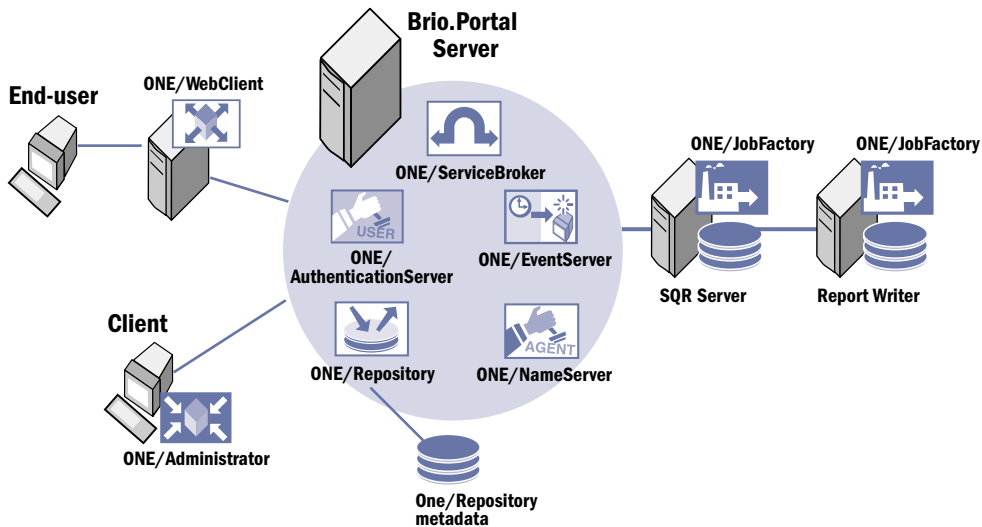 Brio.Portal
Server
End-user
ONE/WebClient
ONE/ServiceBroker
ONE/JobFactory
ONE/JobFactory
USER
ONE/
AuthenticationServer
ONE/EventServer
SQR Server
Report Writer
Client
ONE/Repository
AGENT
ONE/NameServer
ONE/Administrator
One/Repository
metadata